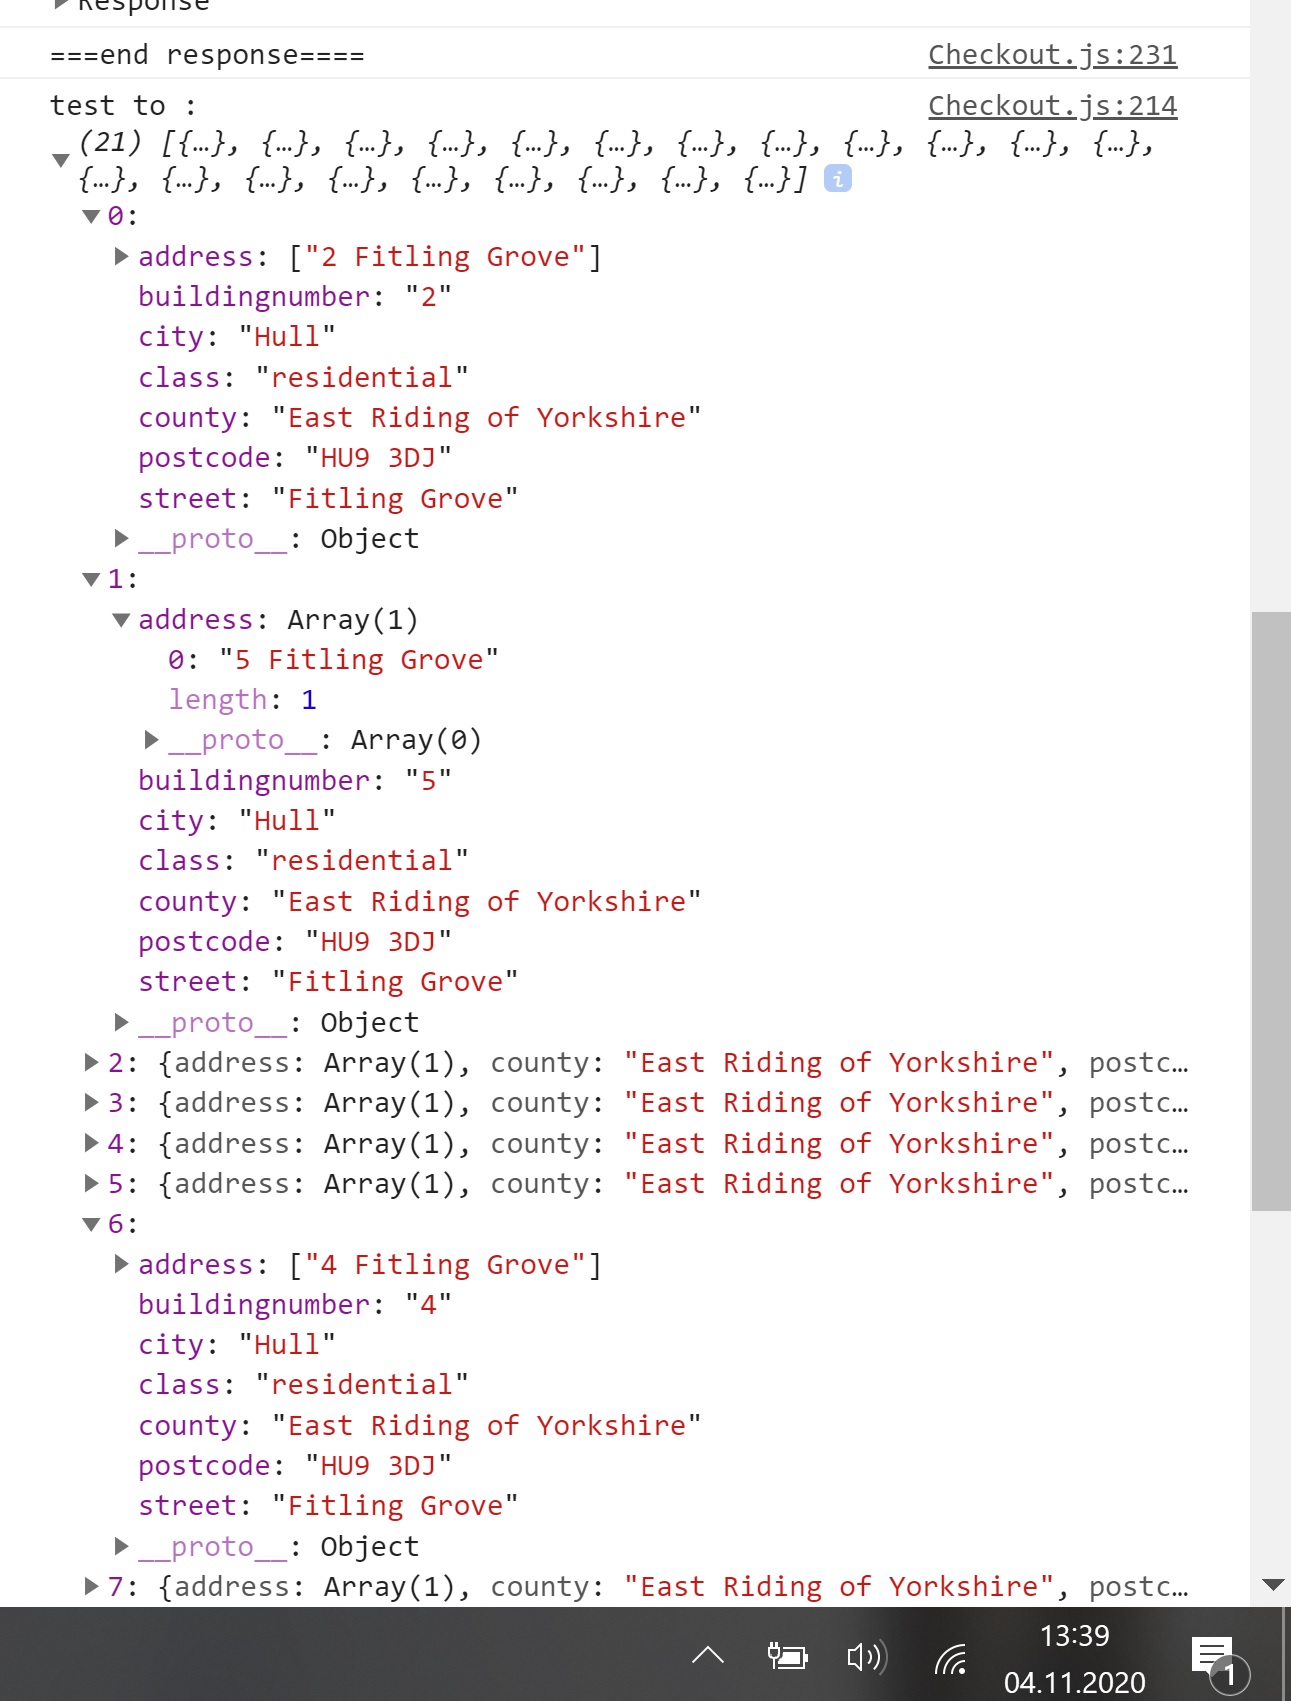 Response
===end response====
Checkout.js:231
test to :
Checkout.js:214
(21) [{…}, {…}, {…}, {…}, {…}, {…}, {…}, {…}, {…}, {…}, {…}, {…},
{…}, {…}, {…}, {…}, {…}, {…}, {…}, {…}, {…}] i
0:
address: ["2 Fitling Grove"]
buildingnumber: "2"
city: "Hull"
class: "residential"
county: "East Riding of Yorkshire"
postcode: "HU9 3DJ"
street: "Fitling Grove"
__proto__: Object
1:
address: Array(1)
0: "5 Fitling Grove"
length: 1
__proto__: Array(0)
buildingnumber: "5"
city: "Hull"
class: "residential"
county: "East Riding of Yorkshire"
postcode: "HU9 3DJ"
street: "Fitling Grove"
__proto__: Object
2: {address: Array(1), county: "East Riding of Yorkshire", postc…
3: {address: Array(1), county: "East Riding of Yorkshire", postc…
4: {address: Array(1), county: "East Riding of Yorkshire", postc…
5: {address: Array(1), county: "East Riding of Yorkshire", postc…
6:
address: ["4 Fitling Grove"]
buildingnumber: "4"
city: "Hull"
class: "residential"
county: "East Riding of Yorkshire"
postcode: "HU9 3DJ"
street: "Fitling Grove"
__proto__: Object
7: {address: Array(1), county: "East Riding of Yorkshire", postc…
13:39
04.11.2020
1